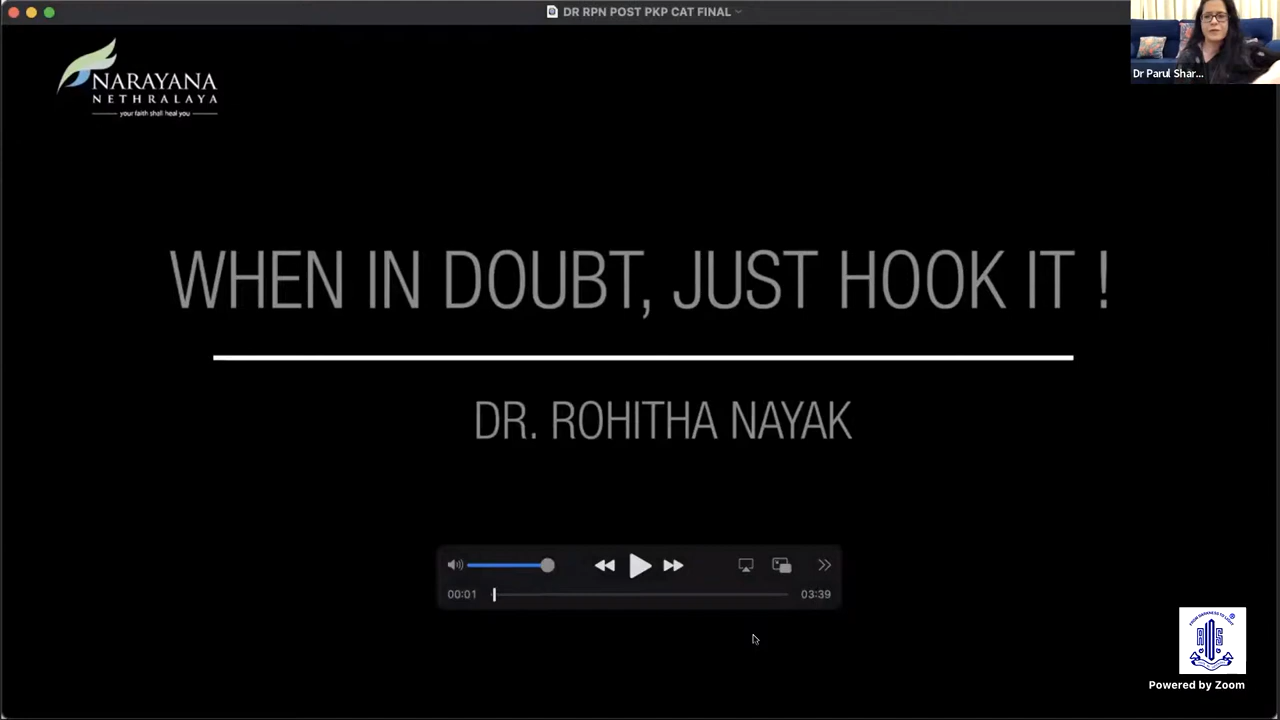 DR RPN POST PKP CAT FINAL
Dr Parul Shar...
NARAYANA
NETHRALAYA
your faith shall heal you
WHEN IN DOUBT, JUST HOOK IT !
DR. ROHITHA NAYAK
00:01
03:39
Powered by Zoom